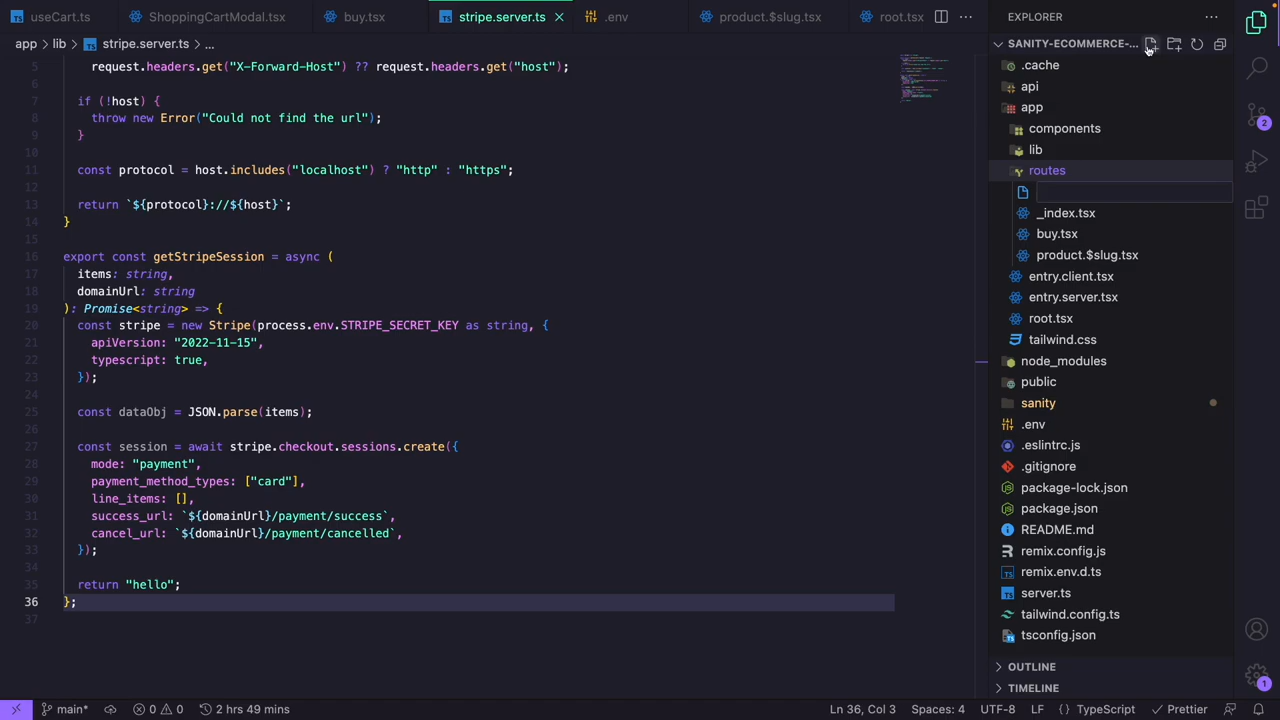 useCart.ts
ShoppingCartModal.tsx
buy.tsx
stripe.server.ts
.env
product.$slug.tsx
root.tsx
app > lib > stripe.server.ts > ...
5 request.headers.get("X-Forward-Host") ?? request.headers.get("host");
6
7 if (!host) {
8 throw new Error("Could not find the url");
9 }
10
11 const protocol = host.includes("localhost") ? "http" : "https";
12
13 return `${protocol}://${host}`;
14 }
15
16 export const getStripeSession = async (
17 items: string,
18 domainUrl: string
19 ): Promise<string> => {
20 const stripe = new Stripe(process.env.STRIPE_SECRET_KEY as string, {
21 apiVersion: "2022-11-15",
22 typescript: true,
23 });
24
25 const dataObj = JSON.parse(items);
26
27 const session = await stripe.checkout.sessions.create({
28 mode: "payment",
29 payment_method_types: ["card"],
30 line_items: [],
31 success_url: `${domainUrl}/payment/success`,
32 cancel_url: `${domainUrl}/payment/cancelled`,
33 });
34
35 return "hello";
36 };
37
EXPLORER
SANITY-ECOMMERCE-...
.cache
api
app
components
lib
routes
_index.tsx
buy.tsx
product.$slug.tsx
entry.client.tsx
entry.server.tsx
root.tsx
tailwind.css
node_modules
public
sanity
.env
.eslintrc.js
.gitignore
package-lock.json
package.json
README.md
remix.config.js
remix.env.d.ts
server.ts
tailwind.config.ts
tsconfig.json
OUTLINE
TIMELINE
2
1
main*
0 0
2 hrs 49 mins
Ln 36, Col 3
Spaces: 4
UTF-8
LF
{} TypeScript
Prettier